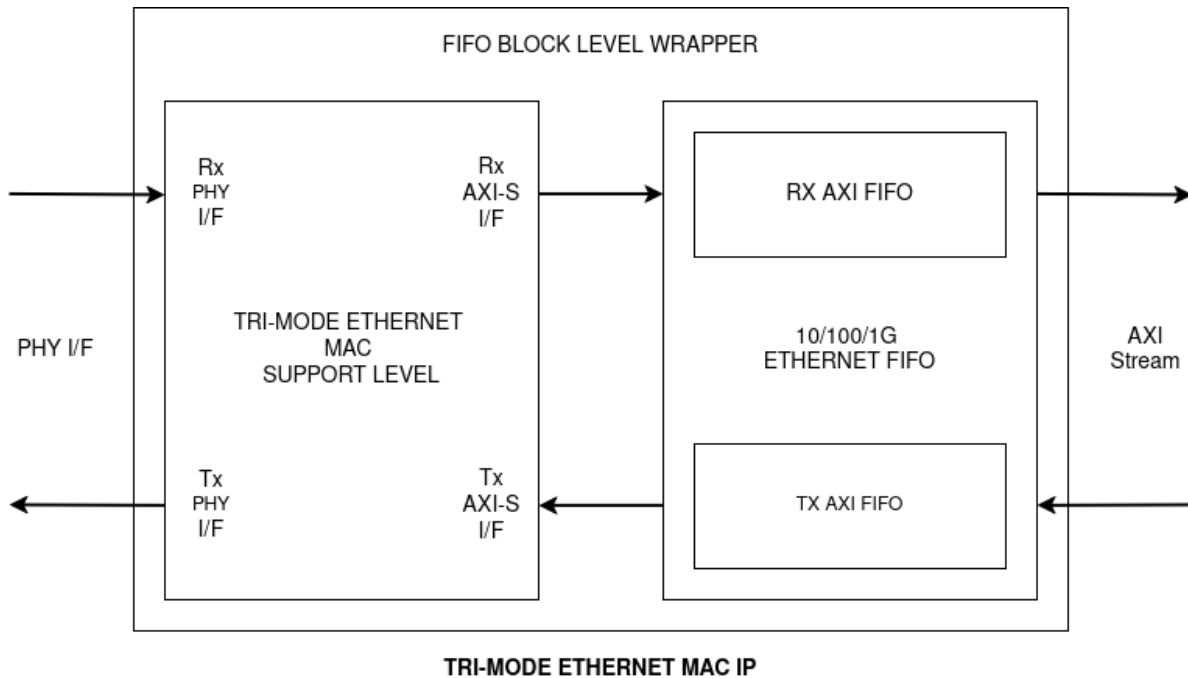 FIFO BLOCK LEVEL WRAPPER
Rx
PHY
I/F
Rx
AXI-S
I/F
RX AXI FIFO
PHY I/F
TRI-MODE ETHERNET
MAC
SUPPORT LEVEL
10/100/1G
ETHERNET FIFO
AXI
Stream
Tx
PHY
I/F
Tx
AXI-S
I/F
TX AXI FIFO
TRI-MODE ETHERNET MAC IP